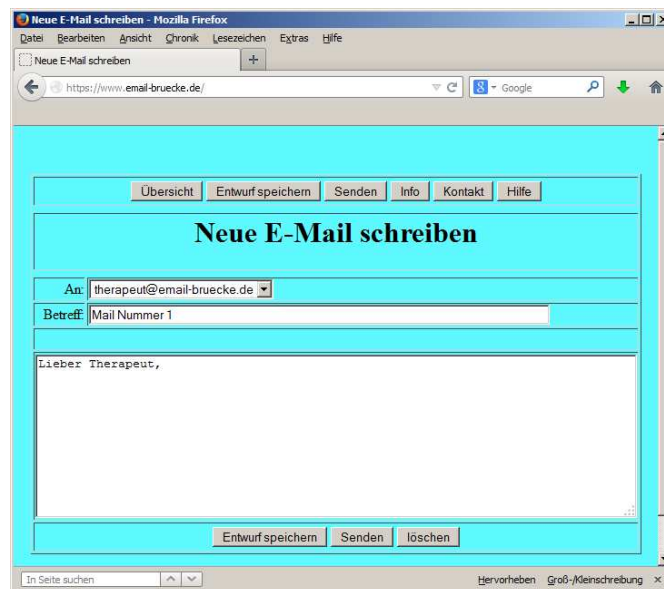 Neue E-Mail schreiben - Mozilla Firefox
Datei Bearbeiten Ansicht Chronik Lesezeichen Extras Hilfe
Neue E-Mail schreiben +
https://www.email-bruecke.de/ Google
Übersicht Entwurf speichern Senden Info Kontakt Hilfe
Neue E-Mail schreiben
An: therapeut@email-bruecke.de
Betreff: Mail Nummer 1
Lieber Therapeut,
Entwurf speichern Senden löschen
In Seite suchen Hervorheben Groß-/Kleinschreibung